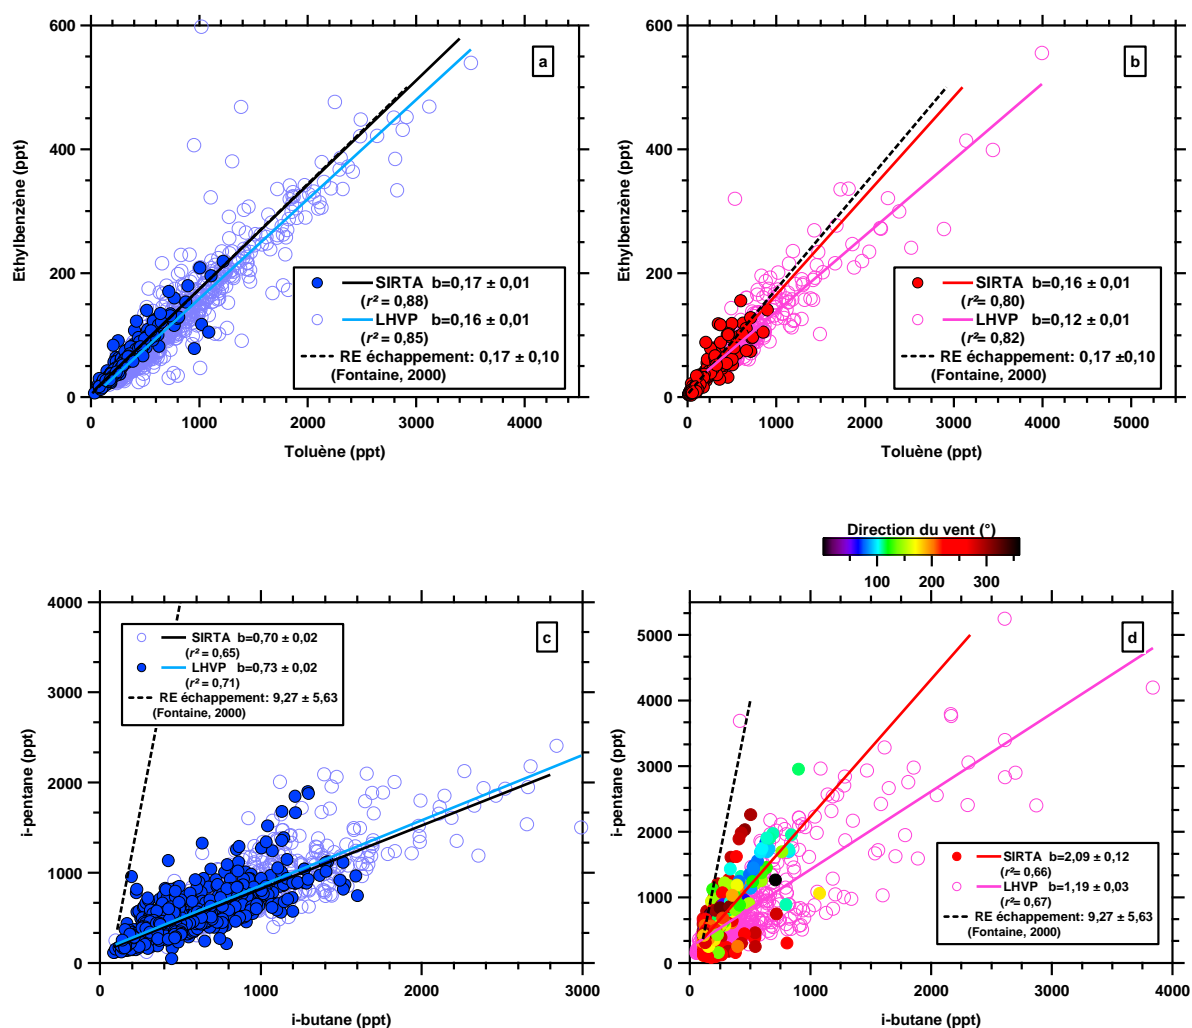 600
400
200
0
0
1000
2000
3000
4000
Ethylbenzène (ppt)
Toluène (ppt)
a
SIRTA b=0,17 ± 0,01
(r² = 0,88)
LHVP b=0,16 ± 0,01
(r² = 0,85)
RE échappement: 0,17 ± 0,10
(Fontaine, 2000)
600
400
200
0
0
1000
2000
3000
4000
5000
Ethylbenzène (ppt)
Toluène (ppt)
b
SIRTA b=0,16 ± 0,01
(r²= 0,80)
LHVP b=0,12 ± 0,01
(r²= 0,82)
RE échappement: 0,17 ±0,10
(Fontaine, 2000)
4000
3000
2000
1000
0
0
1000
2000
3000
i-pentane (ppt)
i-butane (ppt)
c
SIRTA b=0,70 ± 0,02
(r² = 0,65)
LHVP b=0,73 ± 0,02
(r² = 0,71)
RE échappement: 9,27 ± 5,63
(Fontaine, 2000)
Direction du vent (°)
100
200
300
5000
4000
3000
2000
1000
0
0
1000
2000
3000
4000
i-pentane (ppt)
i-butane (ppt)
d
SIRTA b=2,09 ± 0,12
(r²= 0,66)
LHVP b=1,19 ± 0,03
(r²= 0,67)
RE échappement: 9,27 ± 5,63
(Fontaine, 2000)